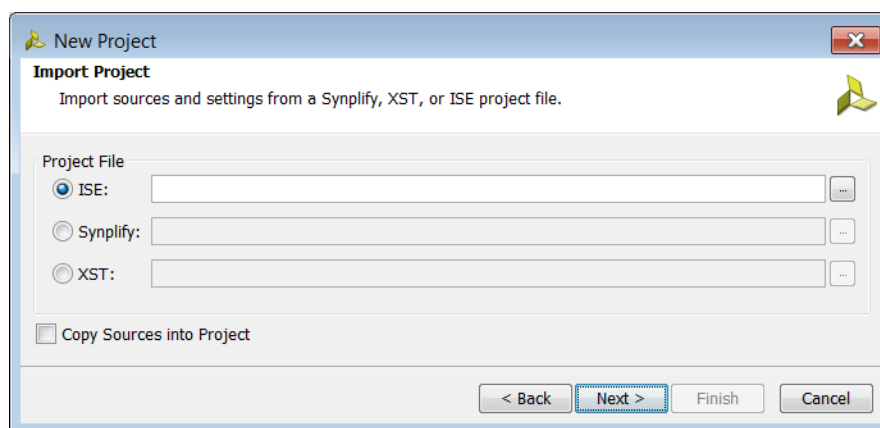 New Project
Import Project
Import sources and settings from a Synplify, XST, or ISE project file.
Project File
ISE:
...
Synplify:
...
XST:
...
Copy Sources into Project
< Back Next > Finish Cancel